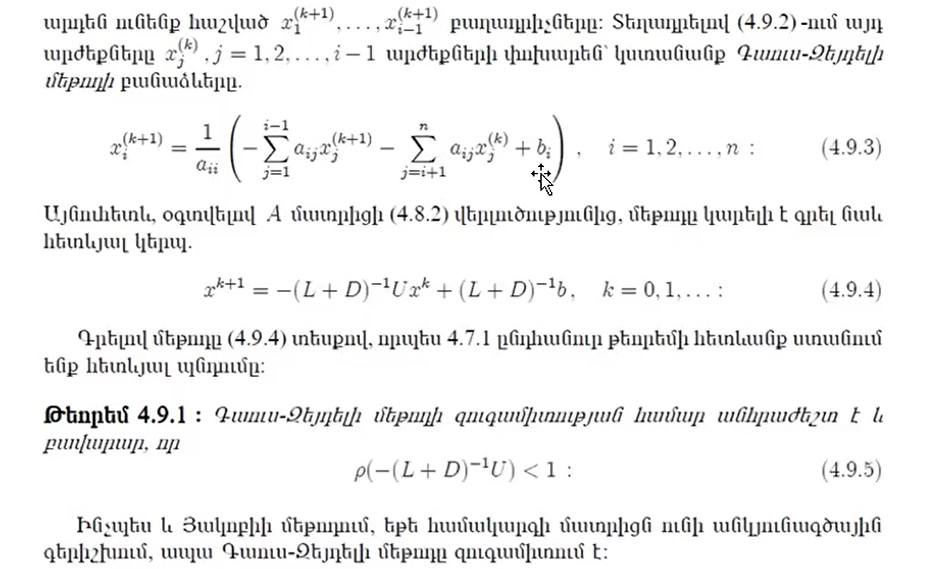 արդեն ունենք հաշված x_1^{(k+1)}, . . . , x_{i−1}^{(k+1)} բաղադրիչները: Տեղադրելով (4.9.2)-ում այդ
արժեքները x_j^{(k)}, j = 1, 2, . . . , i − 1 արժեքների փոխարեն՝ կստանանք Գաուս-Զեյդելի
մեթոդի բանաձևերը.
x_i^{(k+1)} = \frac{1}{a_{ii}} \left( −\sum_{j=1}^{i−1} a_{ij} x_j^{(k+1)} − \sum_{j=i+1}^{n} a_{ij} x_j^{(k)} + b_i \right) , i = 1, 2, . . . , n : (4.9.3)
Այնուհետև, օգտվելով A մատրիցի (4.8.2) վերլուծությունից, մեթոդը կարելի է գրել նաև
հետևյալ կերպ.
x^{k+1} = −(L + D)^{−1}Ux^k + (L + D)^{−1}b, k = 0, 1, . . . : (4.9.4)
Գրելով մեթոդը (4.9.4) տեսքով, որպես 4.7.1 ընդհանուր թեորեմի հետևանք ստանում
ենք հետևյալ պնդումը:
Թեորեմ 4.9.1 : Գաուս-Զեյդելի մեթոդի զուգամիտության համար անհրաժեշտ է և
բավարար, որ
ρ(−(L + D)^{−1}U) < 1 : (4.9.5)
Ինչպես և Յակոբիի մեթոդում, եթե համակարգի մատրիցն ունի անկյունագծային
գերիշխում, ապա Գաուս-Զեյդելի մեթոդը զուգամիտում է: